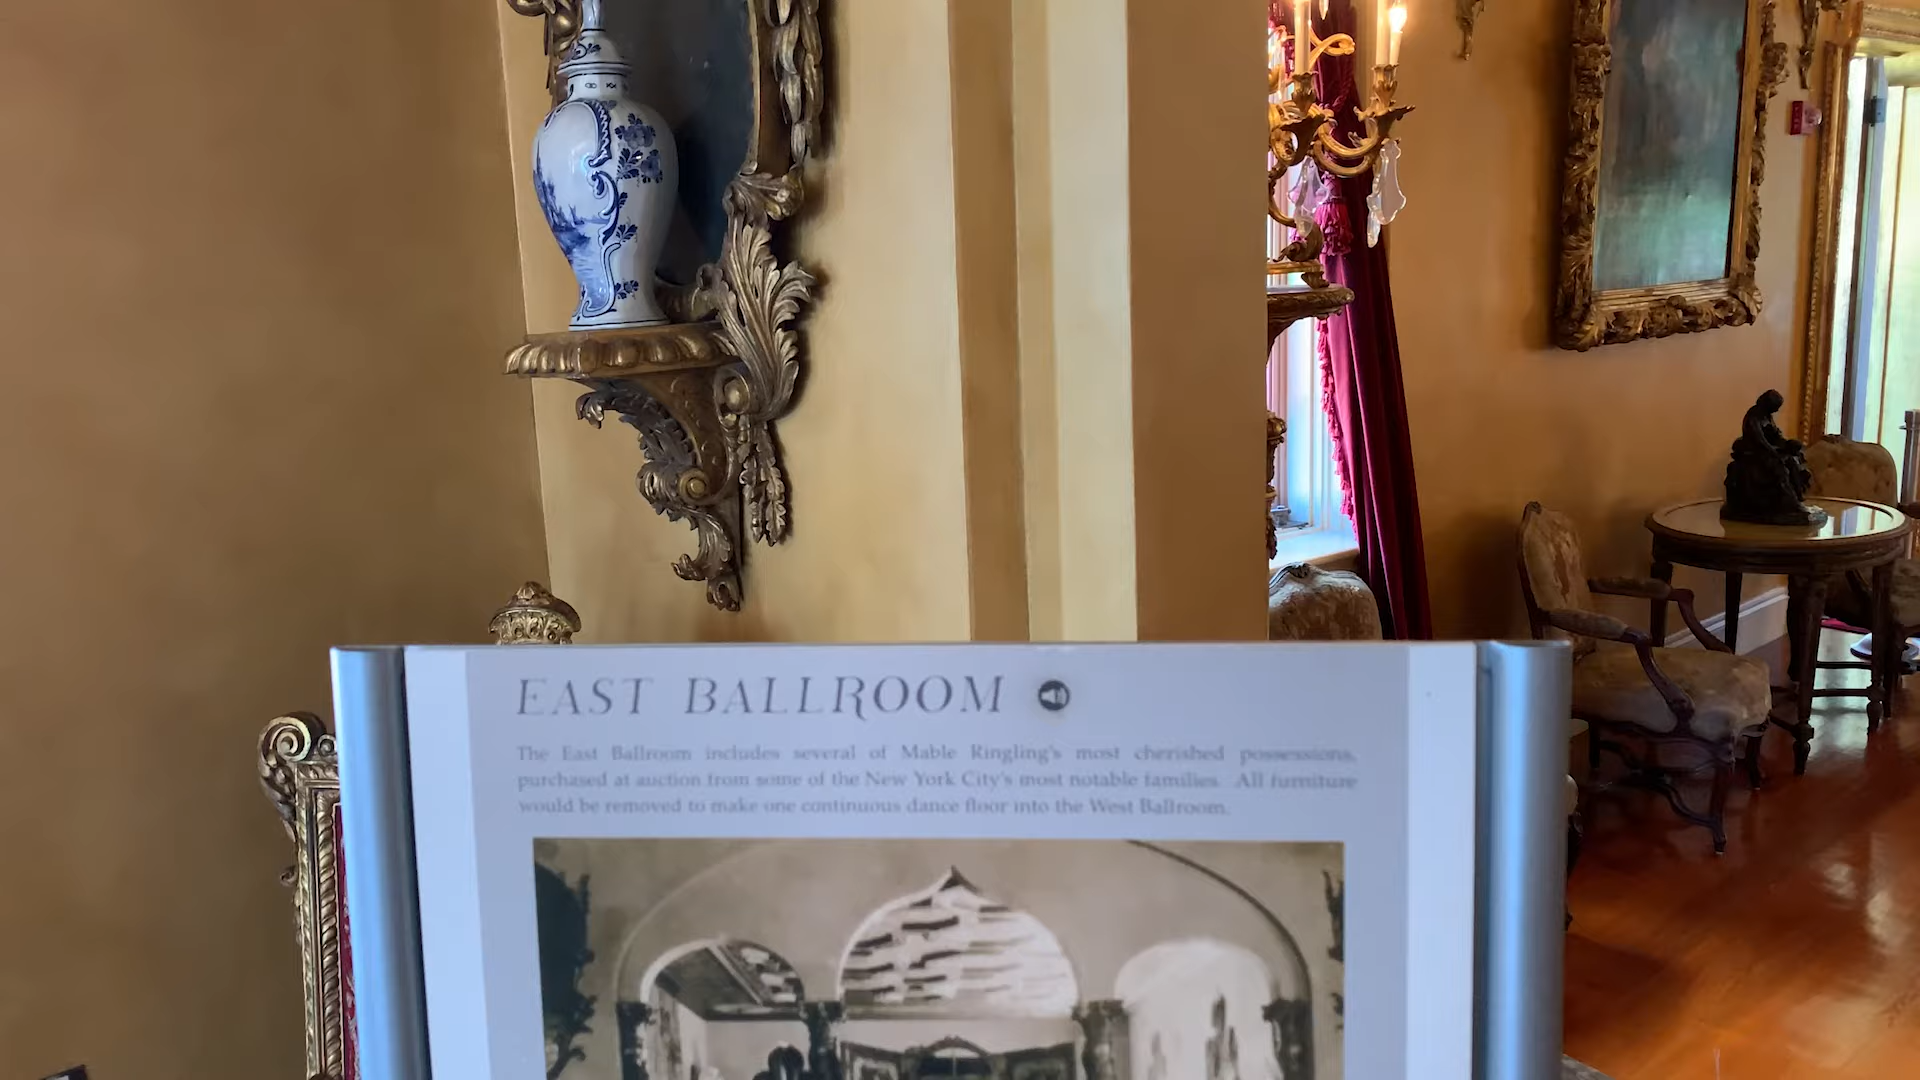 EAST BALLROOM
The East Ballroom includes several of Mable Ringling's most cherished possessions,
purchased at auction from some of the New York City's most notable families. All furniture
would be removed to make one continuous dance floor into the West Ballroom.